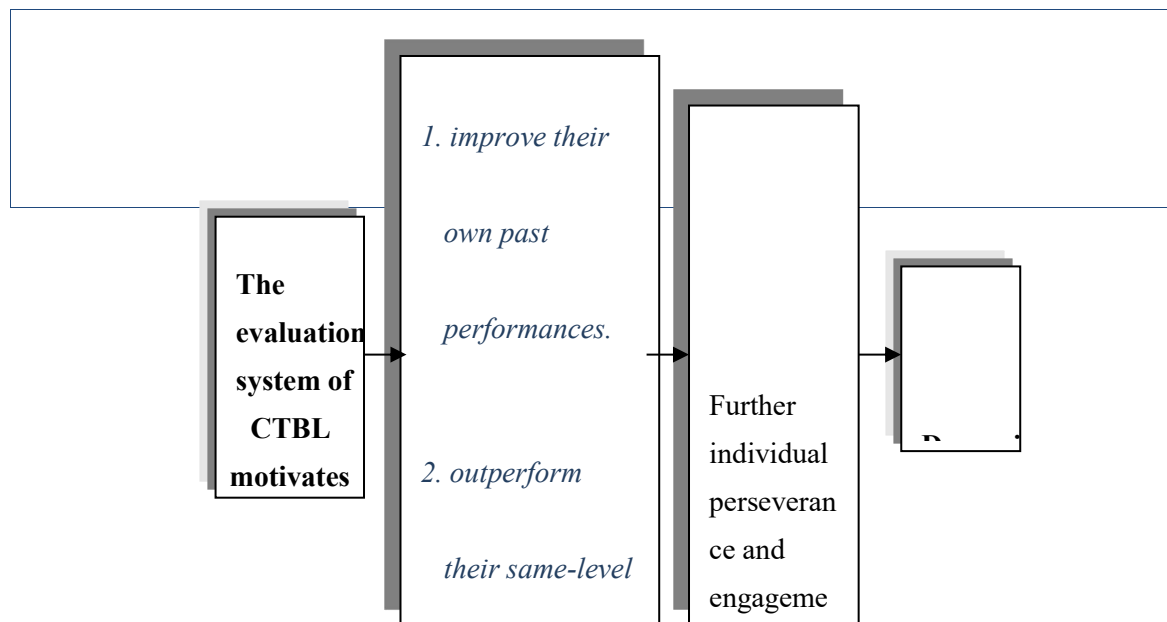 The
evaluation
system of
CTBL
motivates
1. improve their
own past
performances.
2. outperform
their same-level
Further
individual
perseveran
ce and
engageme